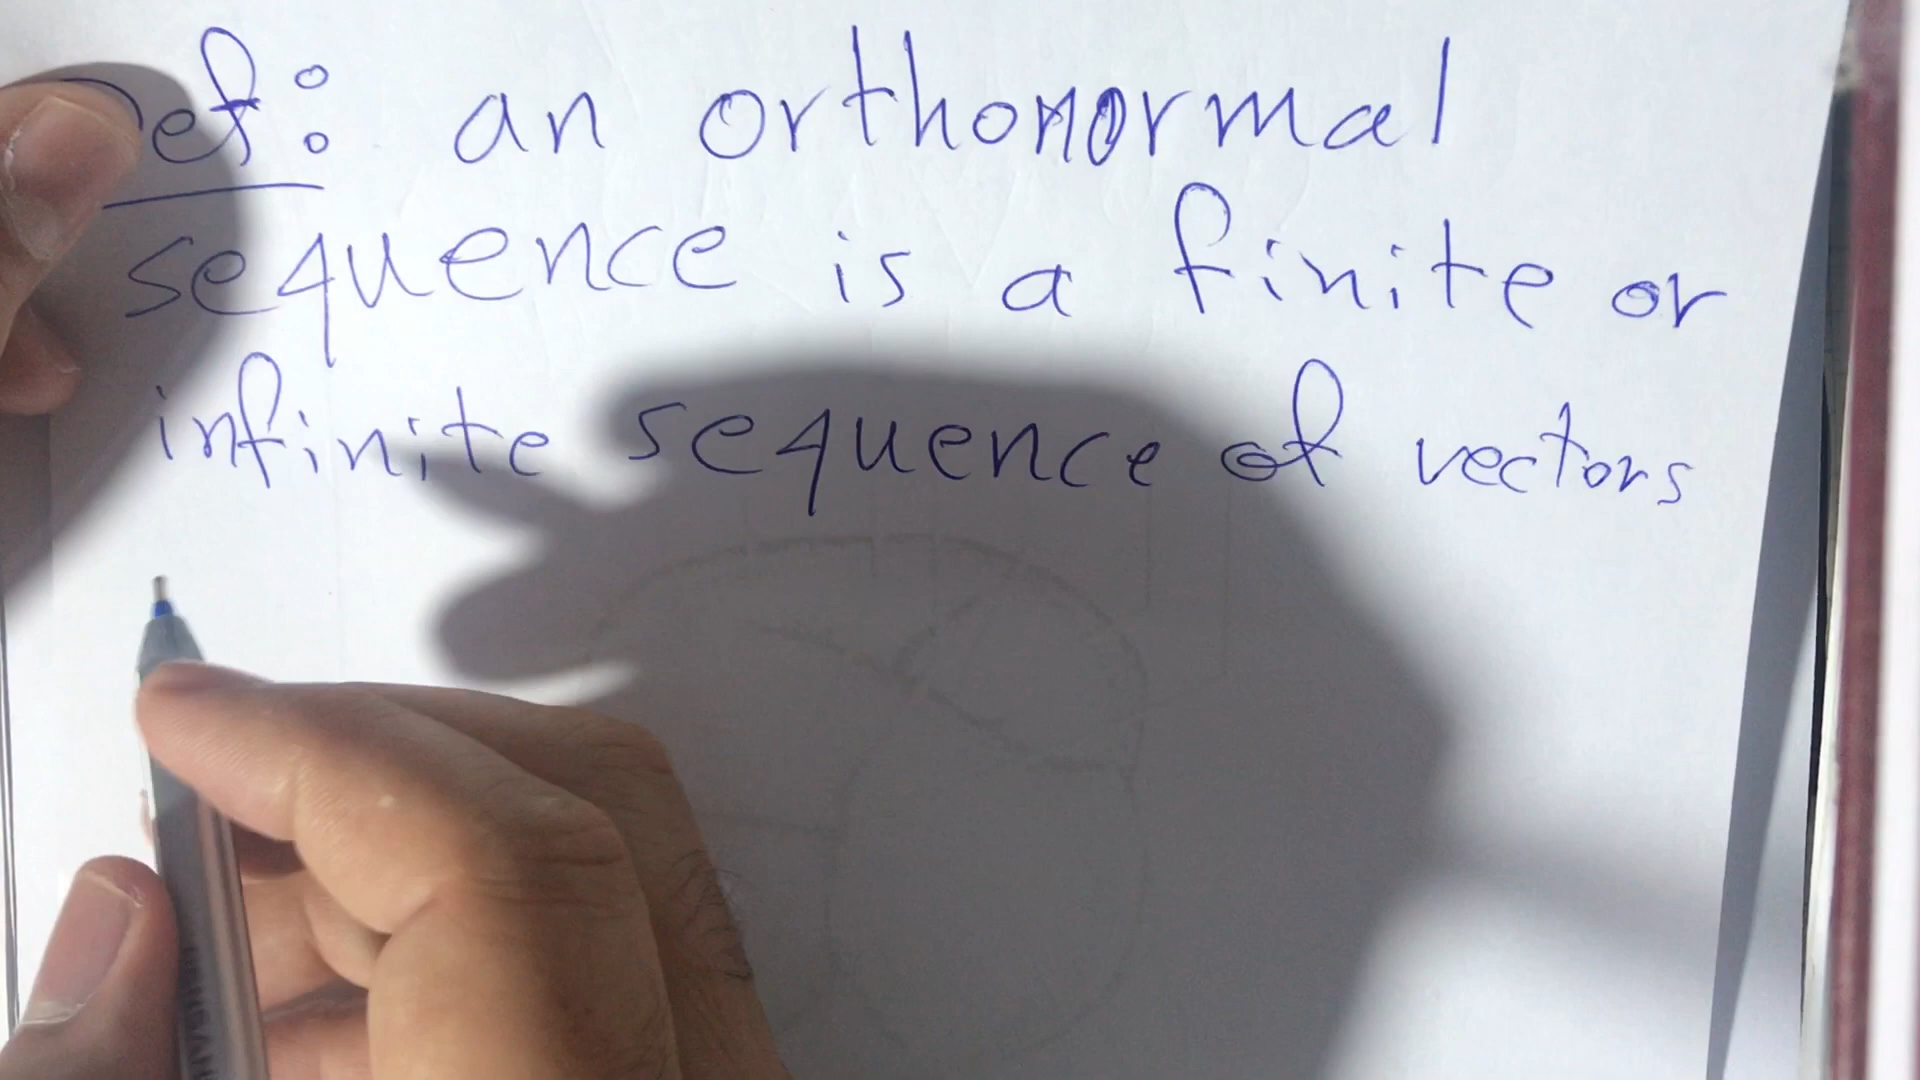 Def: an orthonormal
sequence is a finite or
infinite sequence of vectors